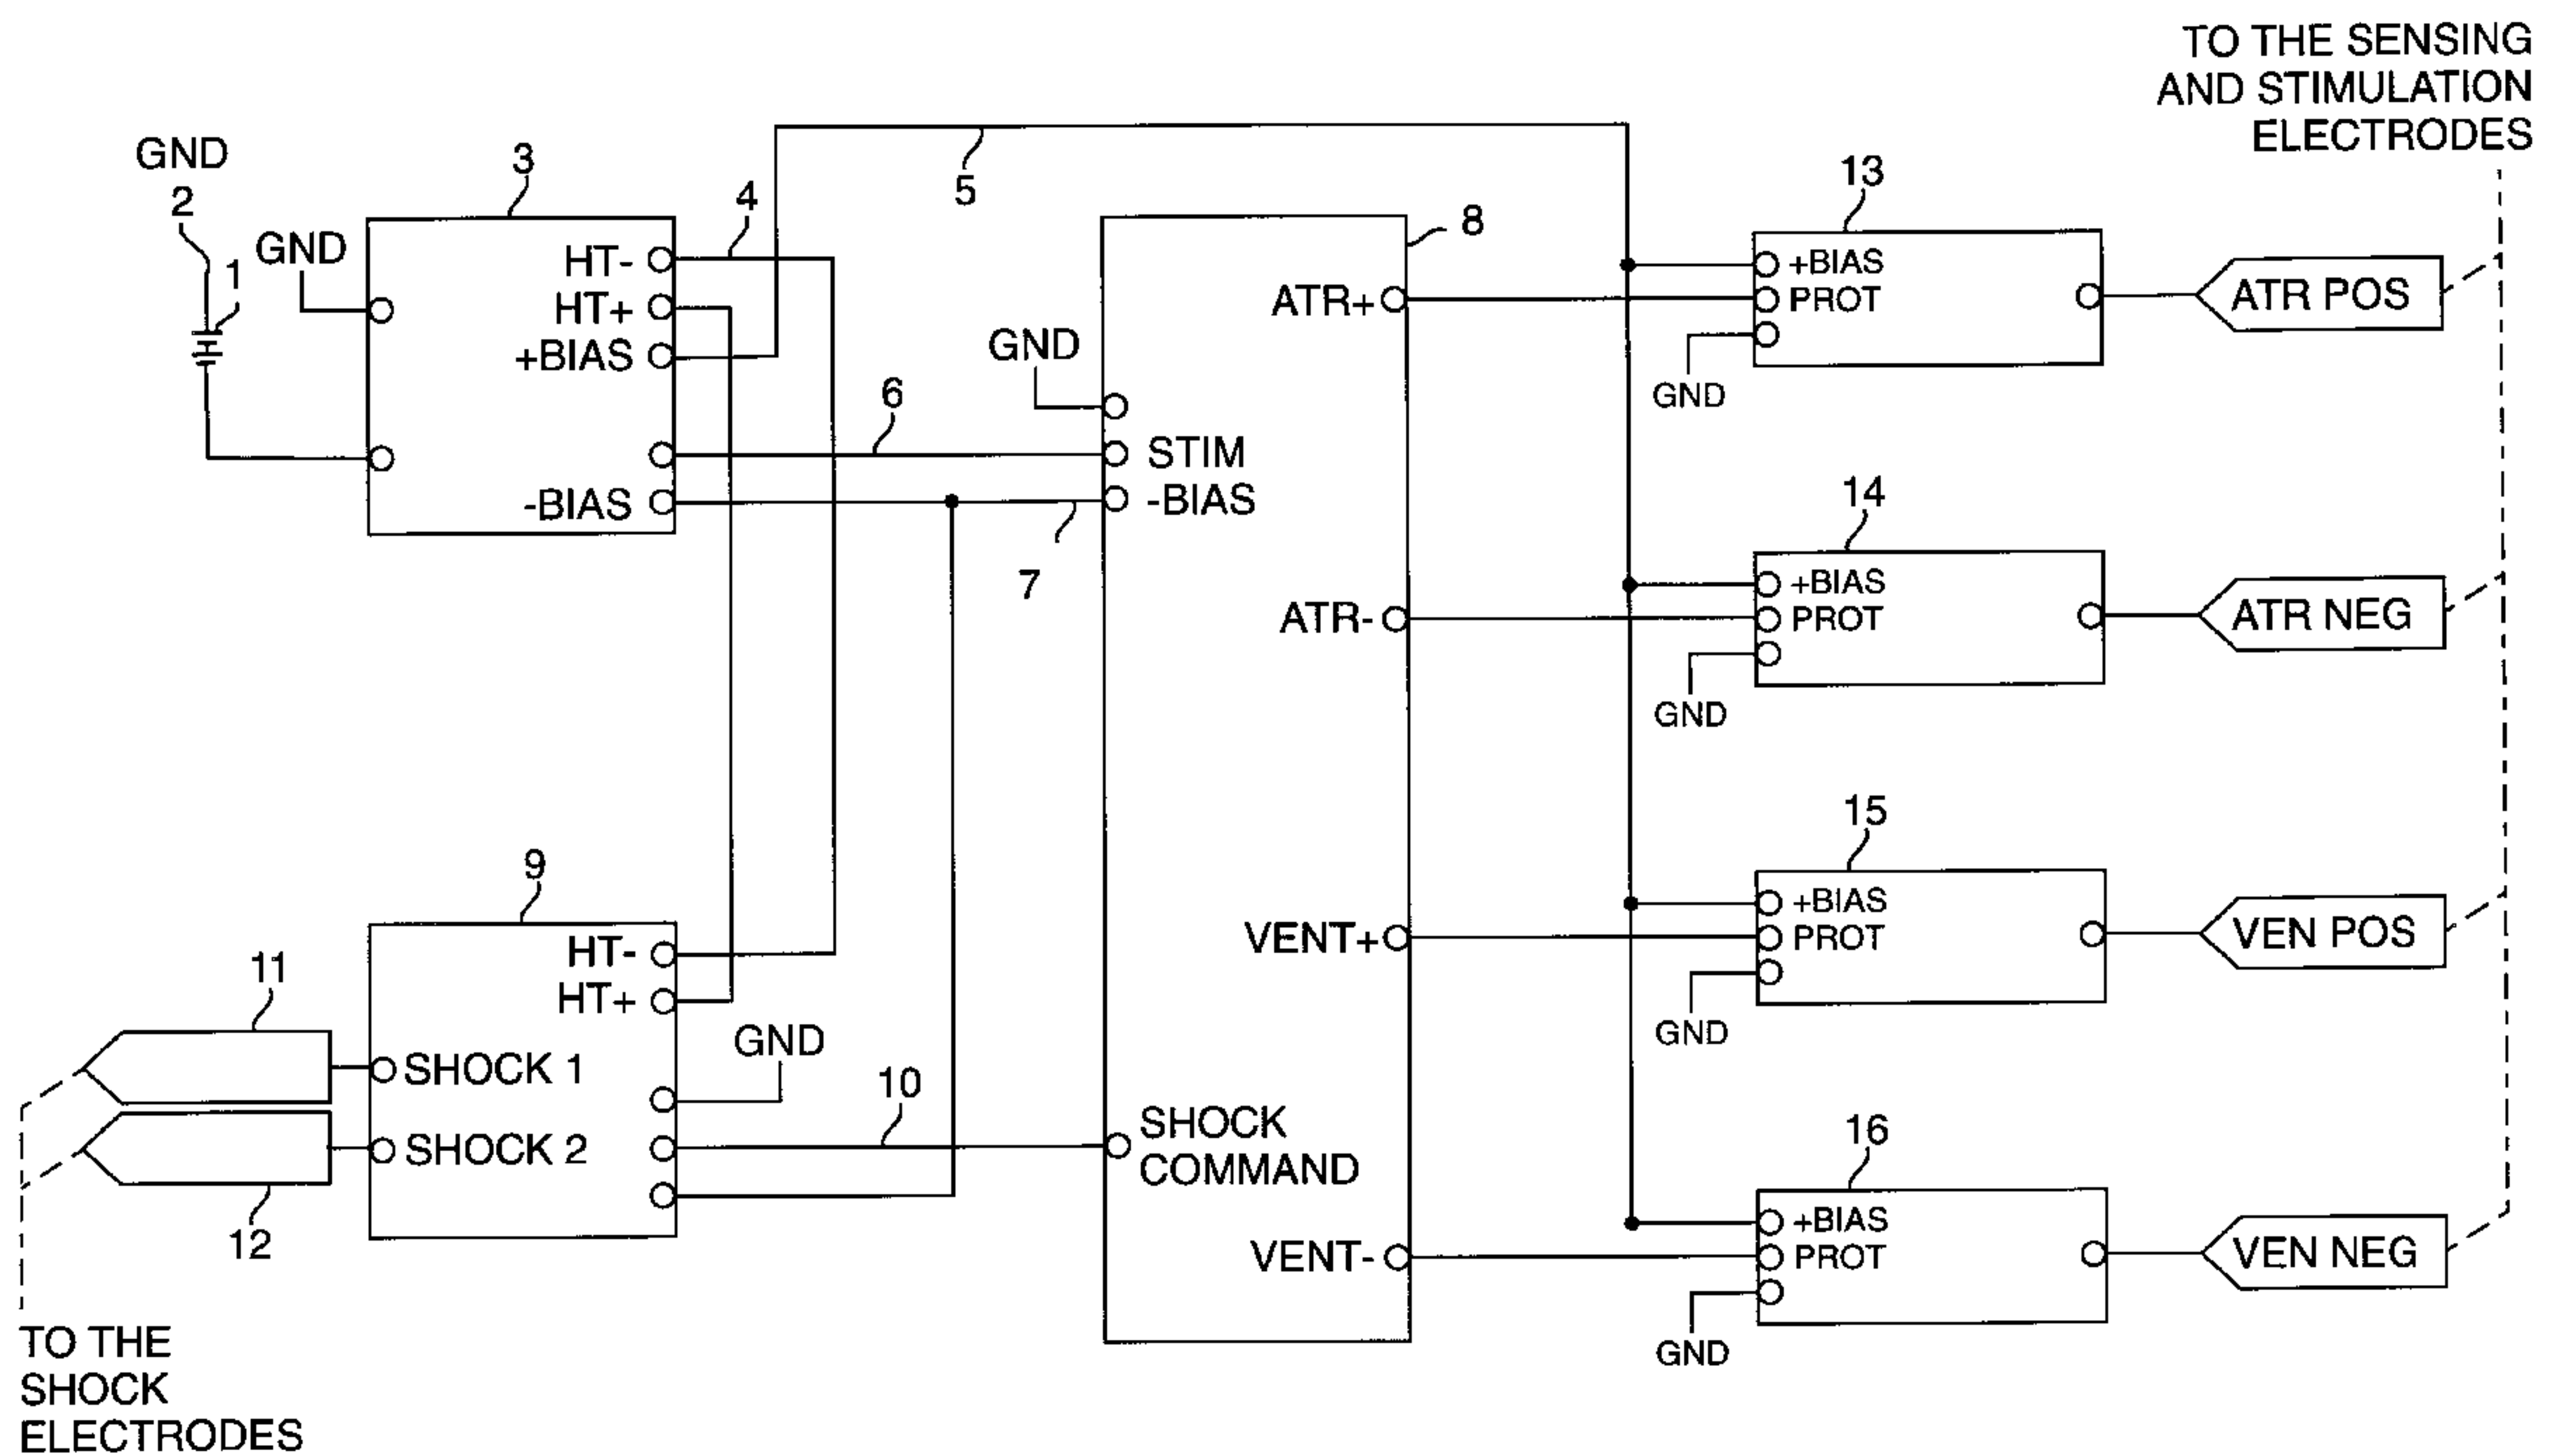 TO THE SENSING
AND STIMULATION
ELECTRODES
GND
2
1
GND
3
HT-
HT+
+BIAS
-BIAS
4
5
6
7
8
GND
STIM
-BIAS
ATR+
ATR-
VENT+
VENT-
SHOCK
COMMAND
13
+BIAS
PROT
GND
ATR POS
14
+BIAS
PROT
GND
ATR NEG
15
+BIAS
PROT
GND
VEN POS
16
+BIAS
PROT
GND
VEN NEG
9
HT-
HT+
GND
SHOCK 1
SHOCK 2
10
11
12
TO THE
SHOCK
ELECTRODES